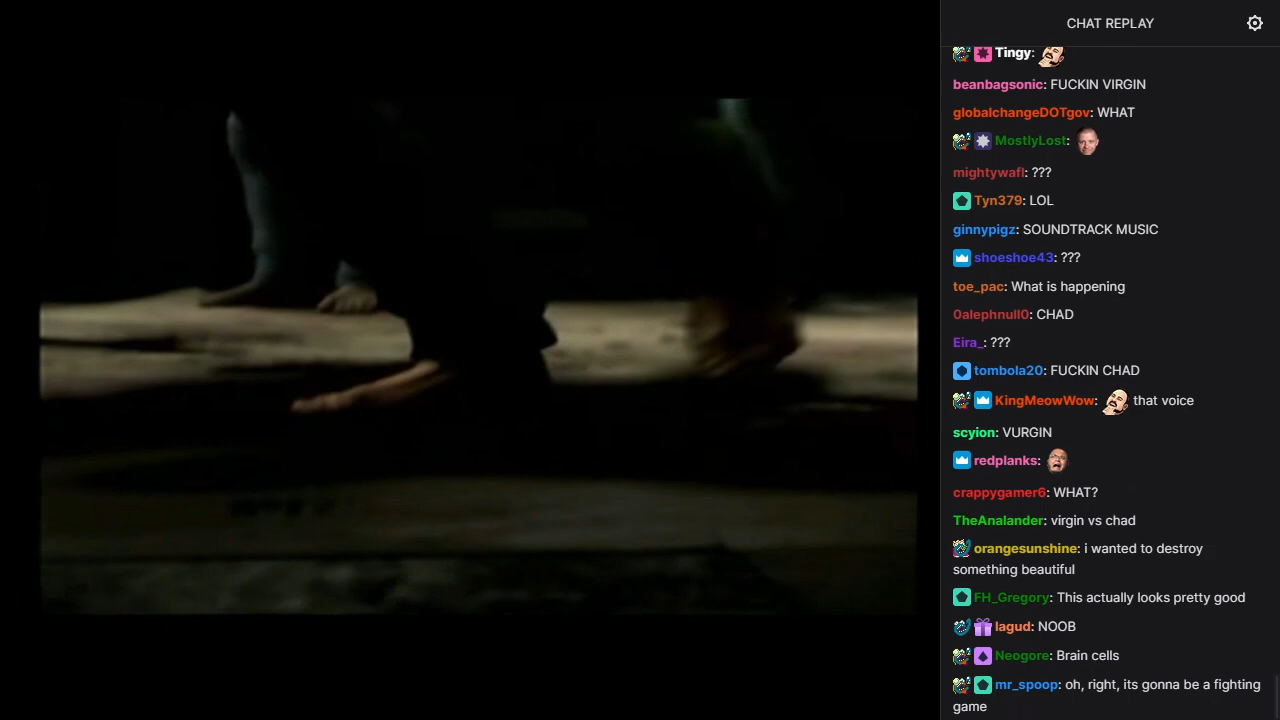 CHAT REPLAY
Tingy:
beanbagsonic: FUCKIN VIRGIN
globalchangeDOTgov: WHAT
MostlyLost:
mightywafl: ???
Tyn379: LOL
ginnypigz: SOUNDTRACK MUSIC
shoeshoe43: ???
toe_pac: What is happening
0alephnull0: CHAD
Eira_: ???
tombola20: FUCKIN CHAD
KingMeowWow: that voice
scyion: VURGIN
redplanks:
crappygamer6: WHAT?
TheAnalander: virgin vs chad
orangesunshine: i wanted to destroy
something beautiful
FH_Gregory: This actually looks pretty good
lagud: NOOB
Neogore: Brain cells
mr_spoop: oh, right, its gonna be a fighting
game